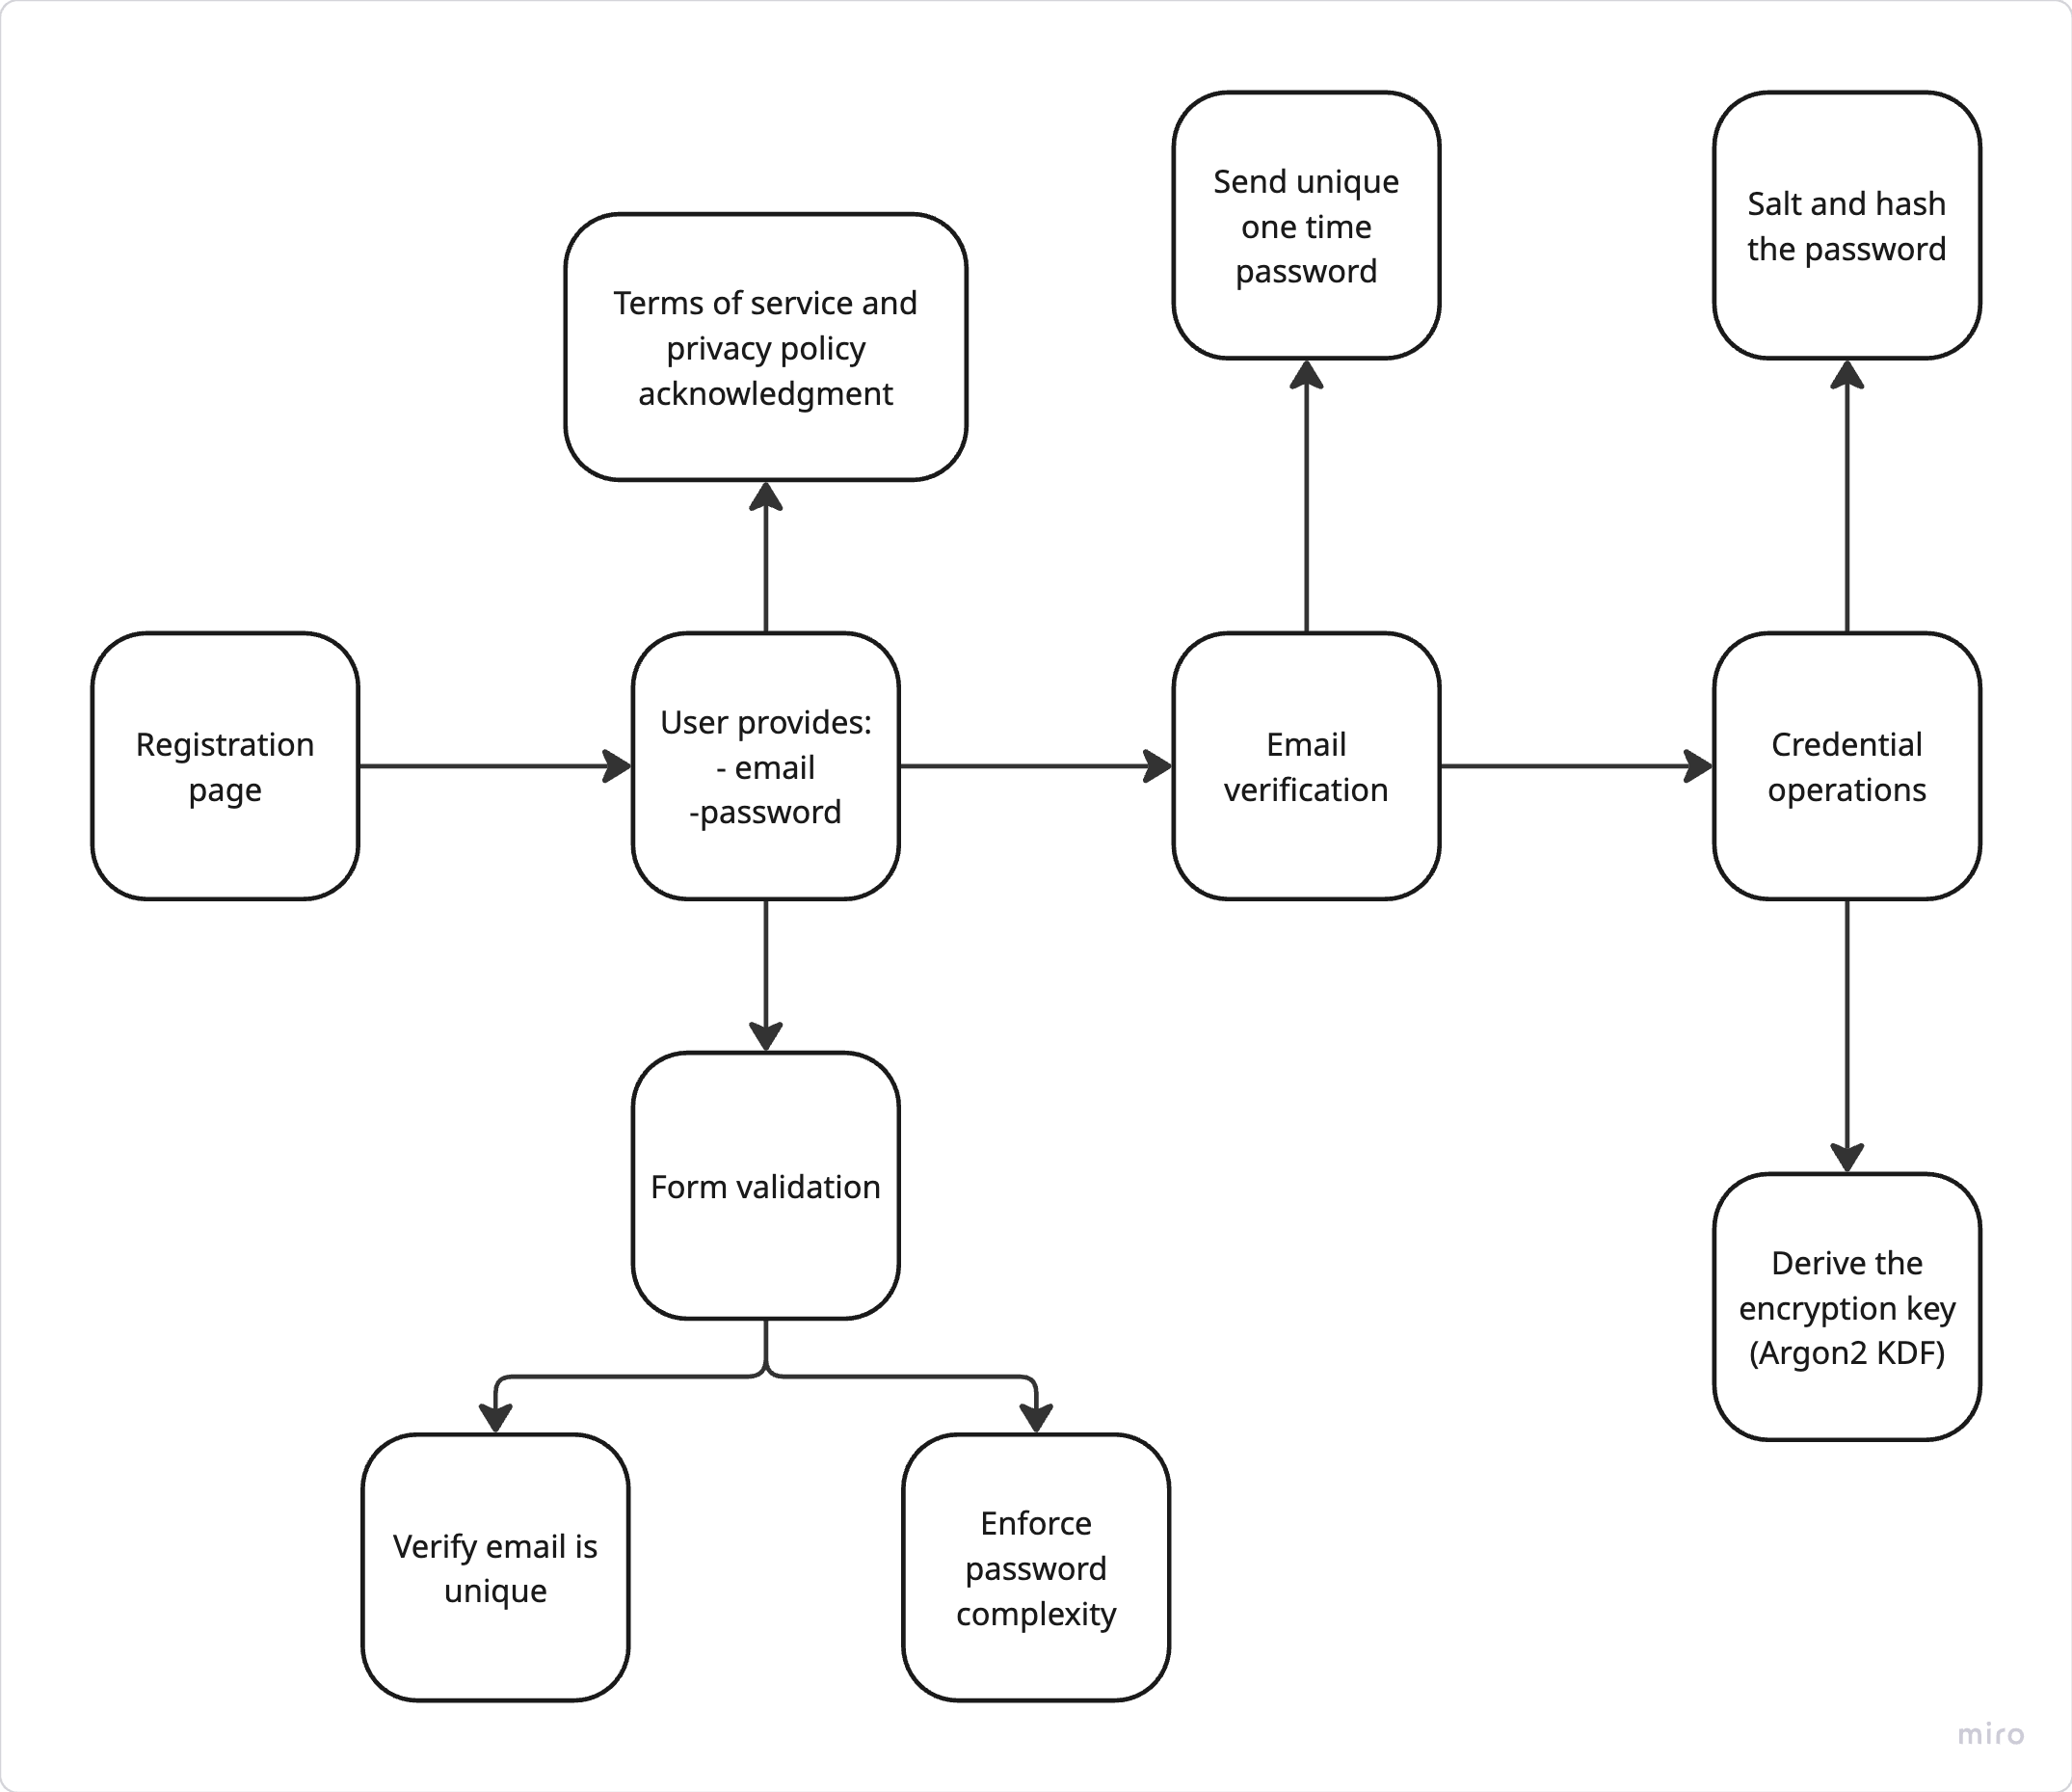 Send unique
one time
password
Salt and hash
the password
Terms of service and
privacy policy
acknowledgment
Registration
page
User provides:
- email
-password
Email
verification
Credential
operations
Form validation
Derive the
encryption key
(Argon2 KDF)
Verify email is
unique
Enforce
password
complexity
miro